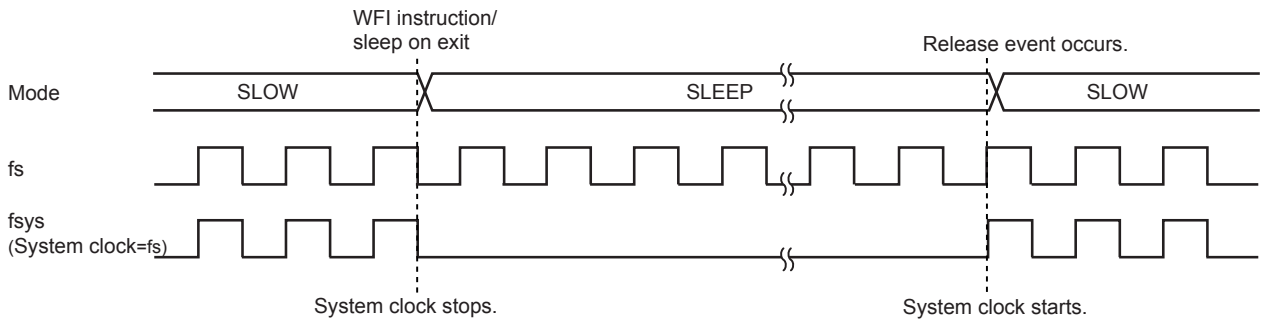 WFI instruction/
sleep on exit
Release event occurs.
Mode
SLOW
SLEEP
SLOW
fs
fsys
(System clock=fs)
System clock stops.
System clock starts.